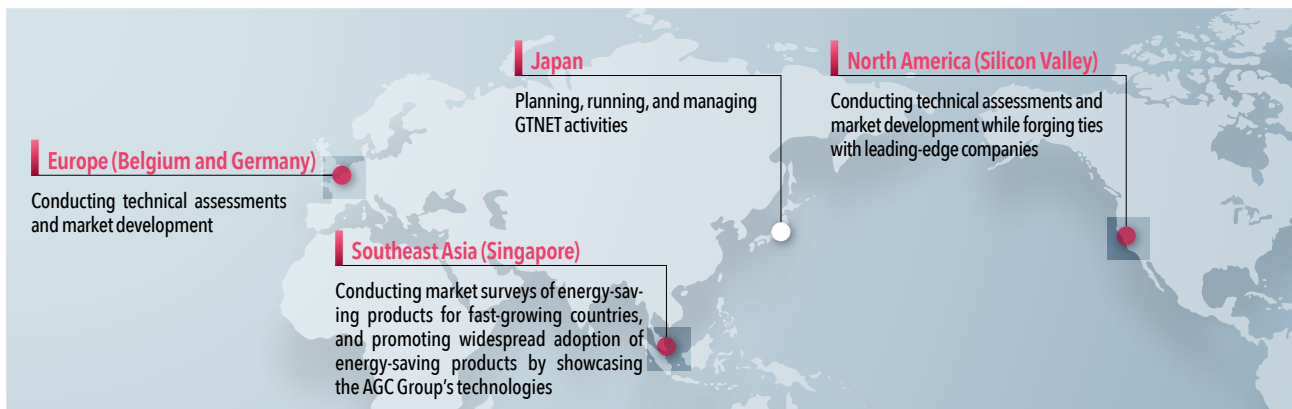 Japan
Planning, running, and managing
GTNET activities
North America (Silicon Valley)
Conducting technical assessments and
market development while forging ties
with leading-edge companies
Europe (Belgium and Germany)
Conducting technical assessments
and market development
Southeast Asia (Singapore)
Conducting market surveys of energy-sav-
ing products for fast-growing countries,
and promoting widespread adoption of
energy-saving products by showcasing
the AGC Group's technologies